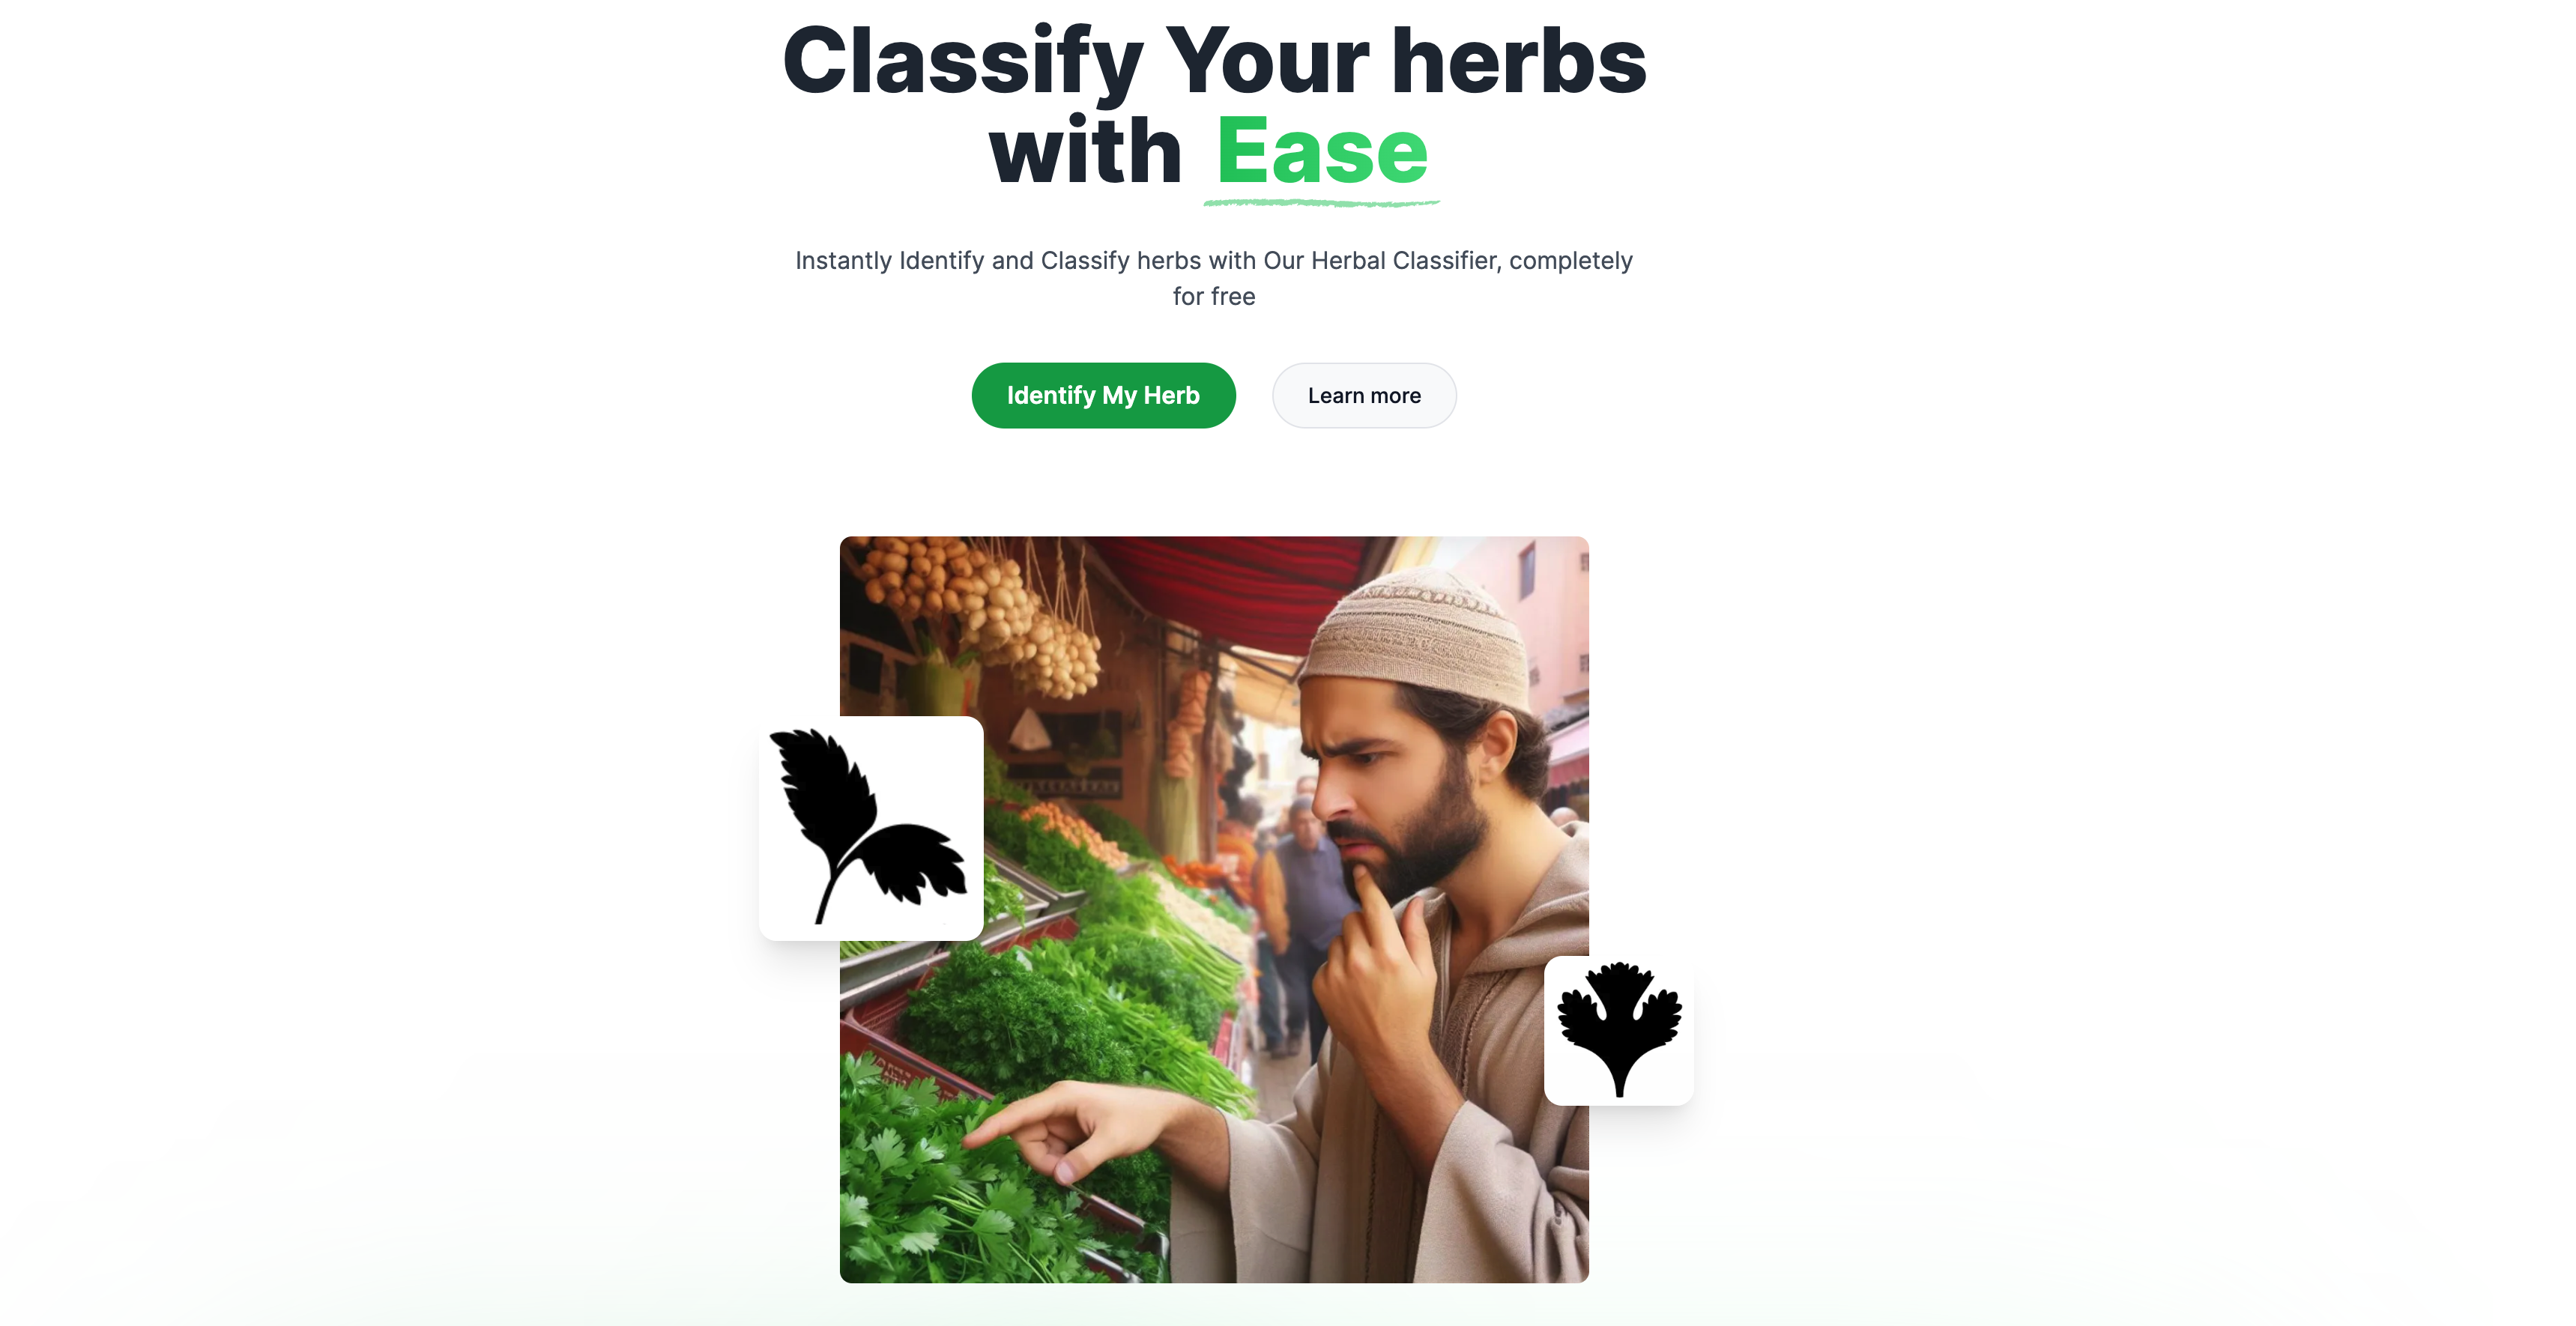 Classify Your herbs
with Ease
Instantly Identify and Classify herbs with Our Herbal Classifier, completely
for free
Identify My Herb
Learn more